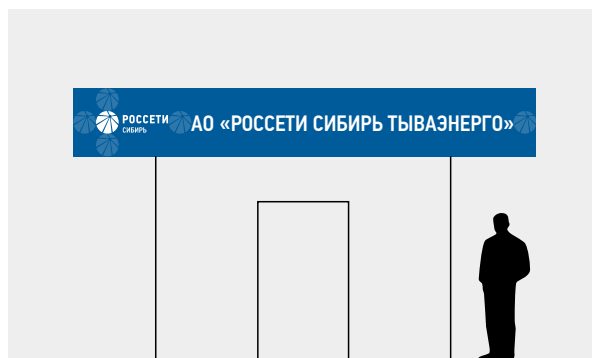 РОССЕТИ
СИБИРЬ
АО «РОССЕТИ СИБИРЬ ТЫВАЭНЕРГО»